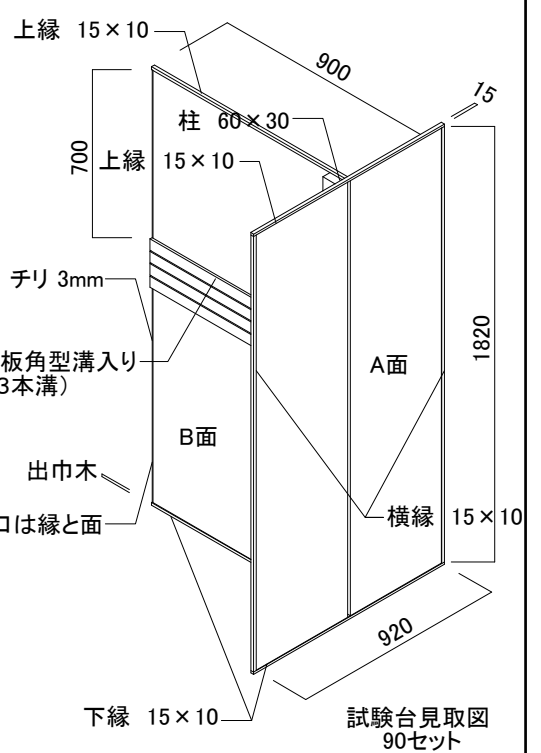 上縁 15×10
900
15
柱 60×30
700
上縁 15×10
チリ 3mm
1820
板角型溝入り
3本溝）
A面
B面
出巾木
コは縁と面
横縁 15×10
920
下縁 15×10
試験台見取図
90セット